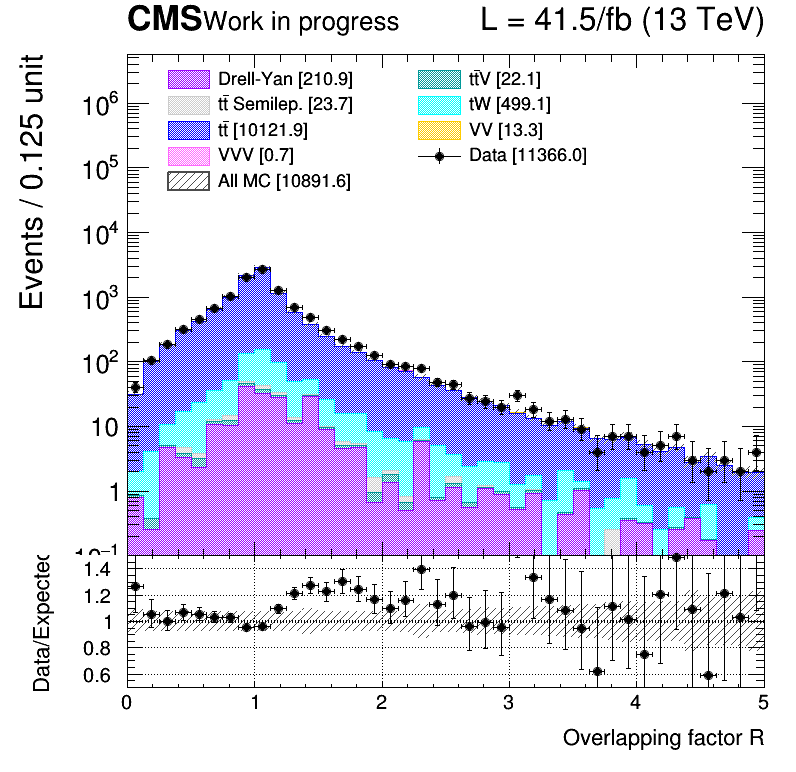 CMS Work in progress L = 41.5/fb (13 TeV)
Events / 0.125 unit
Drell-Yan [210.9] tt̄V [22.1]
tt̄ Semilep. [23.7] tW [499.1]
tt̄ [10121.9] VV [13.3]
VVV [0.7] Data [11366.0]
All MC [10891.6]
10⁶
10⁵
10⁴
10³
10²
10
1
10⁻¹
Data/Expected
1.4
1.2
1
0.8
0.6
0 1 2 3 4 5
Overlapping factor R